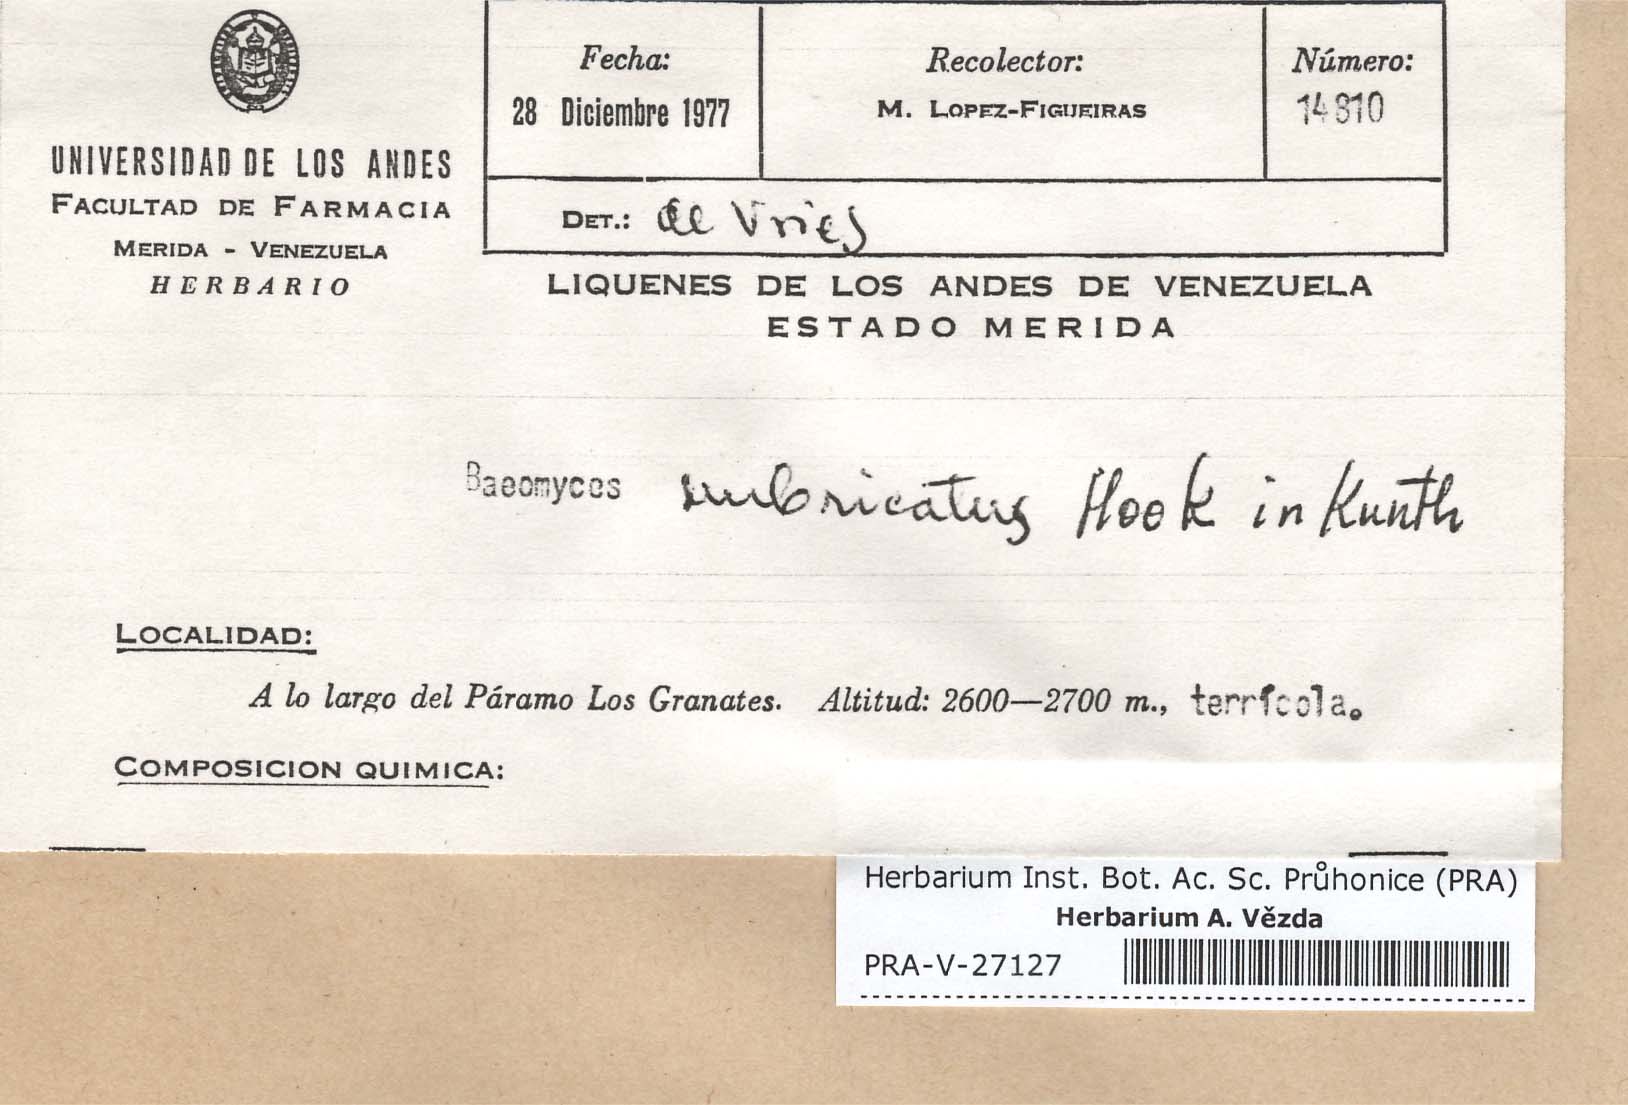 UNIVERSIDAD DE LOS ANDES
FACULTAD DE FARMACIA
MERIDA - VENEZUELA
HERBARIO
Fecha:
28 Diciembre 1977
Recolector:
M. LOPEZ-FIGUEIRAS
Número:
14810
DET.: de Vries
LIQUENES DE LOS ANDES DE VENEZUELA
ESTADO MERIDA
Baeomyces imbricatus Hook in Kunth
LOCALIDAD:
A lo largo del Páramo Los Granates. Altitud: 2600—2700 m., terrícola.
COMPOSICION QUIMICA:
Herbarium Inst. Bot. Ac. Sc. Průhonice (PRA)
Herbarium A. Vězda
PRA-V-27127